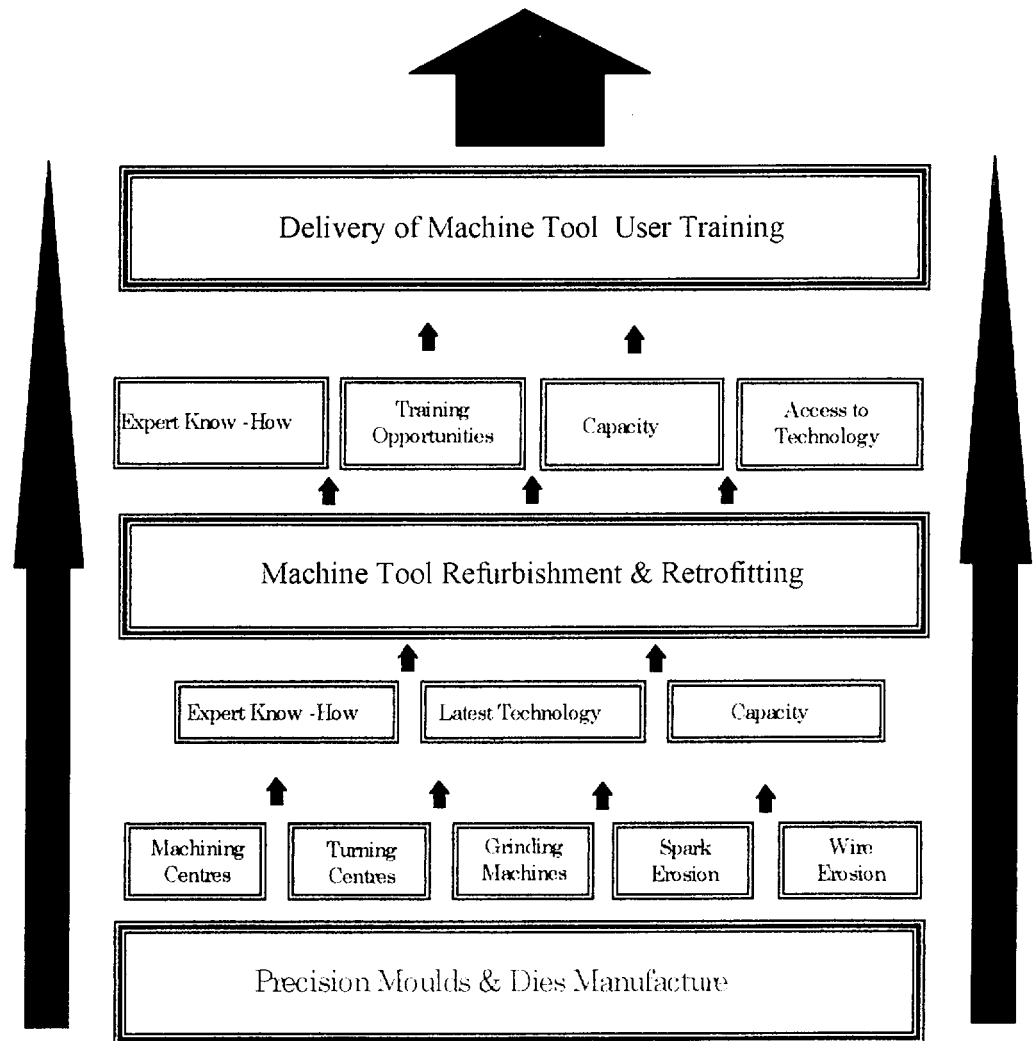 Delivery of Machine Tool User Training
Expert Know -How
Training
Opportunities
Capacity
Access to
Technology
Machine Tool Refurbishment & Retrofitting
Expert Know -How
Latest Technology
Capacity
Machining
Centres
Turning
Centres
Grinding
Machines
Spark
Erosion
Wire
Erosion
Precision Moulds & Dies Manufacture